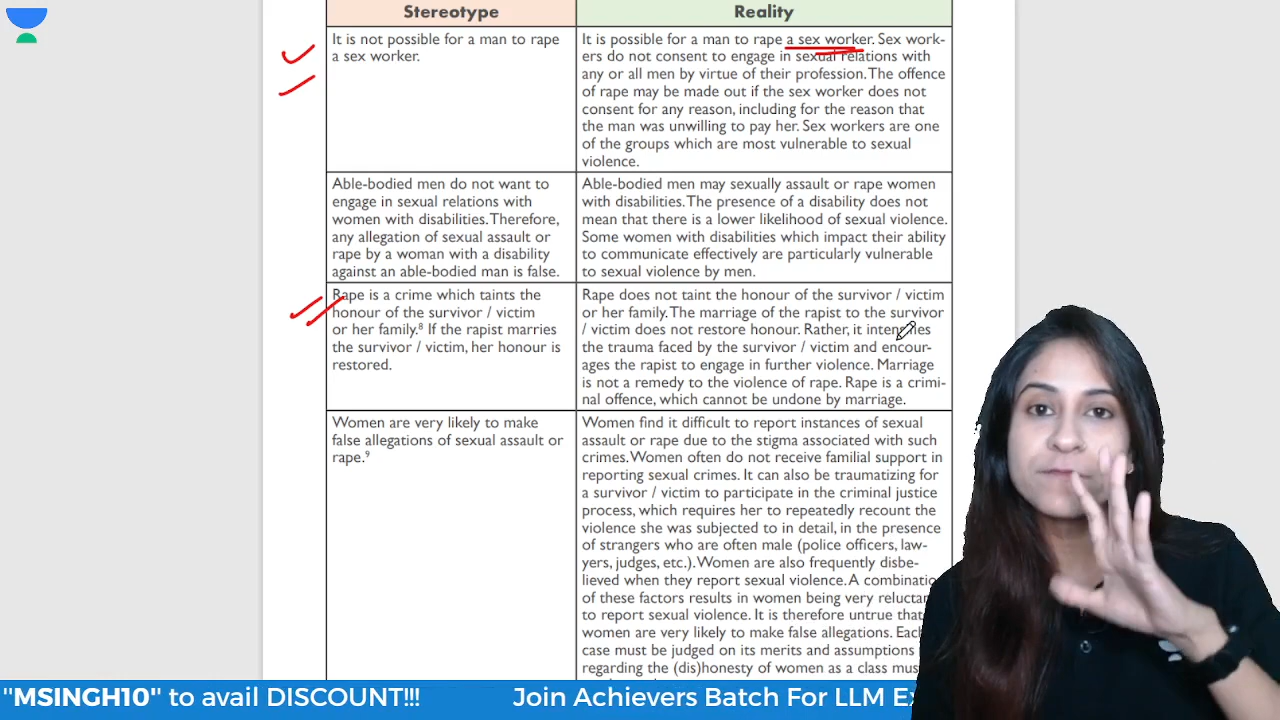 Stereotype
Reality
It is not possible for a man to rape
a sex worker.
It is possible for a man to rape a sex worker. Sex work-
ers do not consent to engage in sexual relations with
any or all men by virtue of their profession. The offence
of rape may be made out if the sex worker does not
consent for any reason, including for the reason that
the man was unwilling to pay her. Sex workers are one
of the groups which are most vulnerable to sexual
violence.
Able-bodied men do not want to
engage in sexual relations with
women with disabilities. Therefore,
any allegation of sexual assault or
rape by a woman with a disability
against an able-bodied man is false.
Able-bodied men may sexually assault or rape women
with disabilities. The presence of a disability does not
mean that there is a lower likelihood of sexual violence.
Some women with disabilities which impact their ability
to communicate effectively are particularly vulnerable
to sexual violence by men.
Rape is a crime which taints the
honour of the survivor / victim
or her family.⁸ If the rapist marries
the survivor / victim, her honour is
restored.
Rape does not taint the honour of the survivor / victim
or her family. The marriage of the rapist to the survivor
/ victim does not restore honour. Rather, it intensifies
the trauma faced by the survivor / victim and encour-
ages the rapist to engage in further violence. Marriage
is not a remedy to the violence of rape. Rape is a crimi-
nal offence, which cannot be undone by marriage.
Women are very likely to make
false allegations of sexual assault or
rape.⁹
Women find it difficult to report instances of sexual
assault or rape due to the stigma associated with such
crimes. Women often do not receive familial support in
reporting sexual crimes. It can also be traumatizing for
a survivor / victim to participate in the criminal justice
process, which requires her to repeatedly recount the
violence she was subjected to in detail, in the presence
of strangers who are often male (police officers, law-
yers, judges, etc.). Women are also frequently disbe-
lieved when they report sexual violence. A combinatio
of these factors results in women being very reluctan
to report sexual violence. It is therefore untrue that
women are very likely to make false allegations. Each
case must be judged on its merits and assumptions
regarding the (dis)honesty of women as a class mus
"MSINGH10" to avail DISCOUNT!!!
Join Achievers Batch For LLM Ex